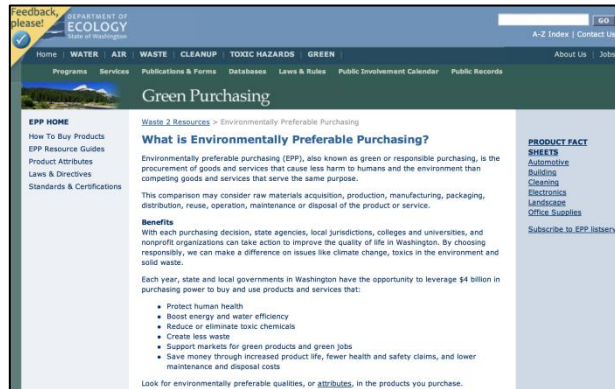 Feedback,
please!
DEPARTMENT OF
ECOLOGY
State of Washington
GO
A-Z Index | Contact Us
Home | WATER | AIR | WASTE | CLEANUP | TOXIC HAZARDS | GREEN |
About Us | Jobs
Programs Services Publications & Forms Databases Laws & Rules Public Involvement Calendar Public Records
Green Purchasing
EPP HOME
How To Buy Products
EPP Resource Guides
Product Attributes
Laws & Directives
Standards & Certifications
Waste 2 Resources > Environmentally Preferable Purchasing
What is Environmentally Preferable Purchasing?
Environmentally preferable purchasing (EPP), also known as green or responsible purchasing, is the
procurement of goods and services that cause less harm to humans and the environment than
competing goods and services that serve the same purpose.
This comparison may consider raw materials acquisition, production, manufacturing, packaging,
distribution, reuse, operation, maintenance or disposal of the product or service.
Benefits
With each purchasing decision, state agencies, local jurisdictions, colleges and universities, and
nonprofit organizations can take action to improve the quality of life in Washington. By choosing
responsibly, we can make a difference on issues like climate change, toxics in the environment and
solid waste.
Each year, state and local governments in Washington have the opportunity to leverage $4 billion in
purchasing power to buy and use products and services that:
• Protect human health
• Boost energy and water efficiency
• Reduce or eliminate toxic chemicals
• Create less waste
• Support markets for green products and green jobs
• Save money through increased product life, fewer health and safety claims, and lower
maintenance and disposal costs
Look for environmentally preferable qualities, or attributes, in the products you purchase.
PRODUCT FACT
SHEETS
Automotive
Building
Cleaning
Electronics
Landscape
Office Supplies
Subscribe to EPP listserv